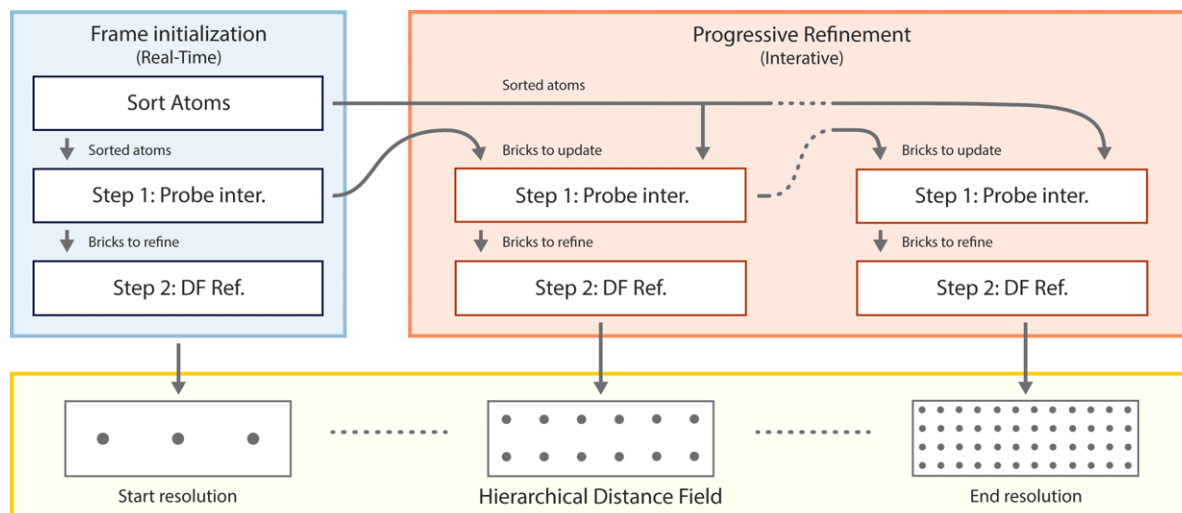 Frame initialization
(Real-Time)
Sort Atoms
Sorted atoms
Step 1: Probe inter.
Bricks to refine
Step 2: DF Ref.
Progressive Refinement
(Interative)
Sorted atoms
Bricks to update
Step 1: Probe inter.
Bricks to refine
Step 2: DF Ref.
Bricks to update
Step 1: Probe inter.
Bricks to refine
Step 2: DF Ref.
Start resolution
Hierarchical Distance Field
End resolution